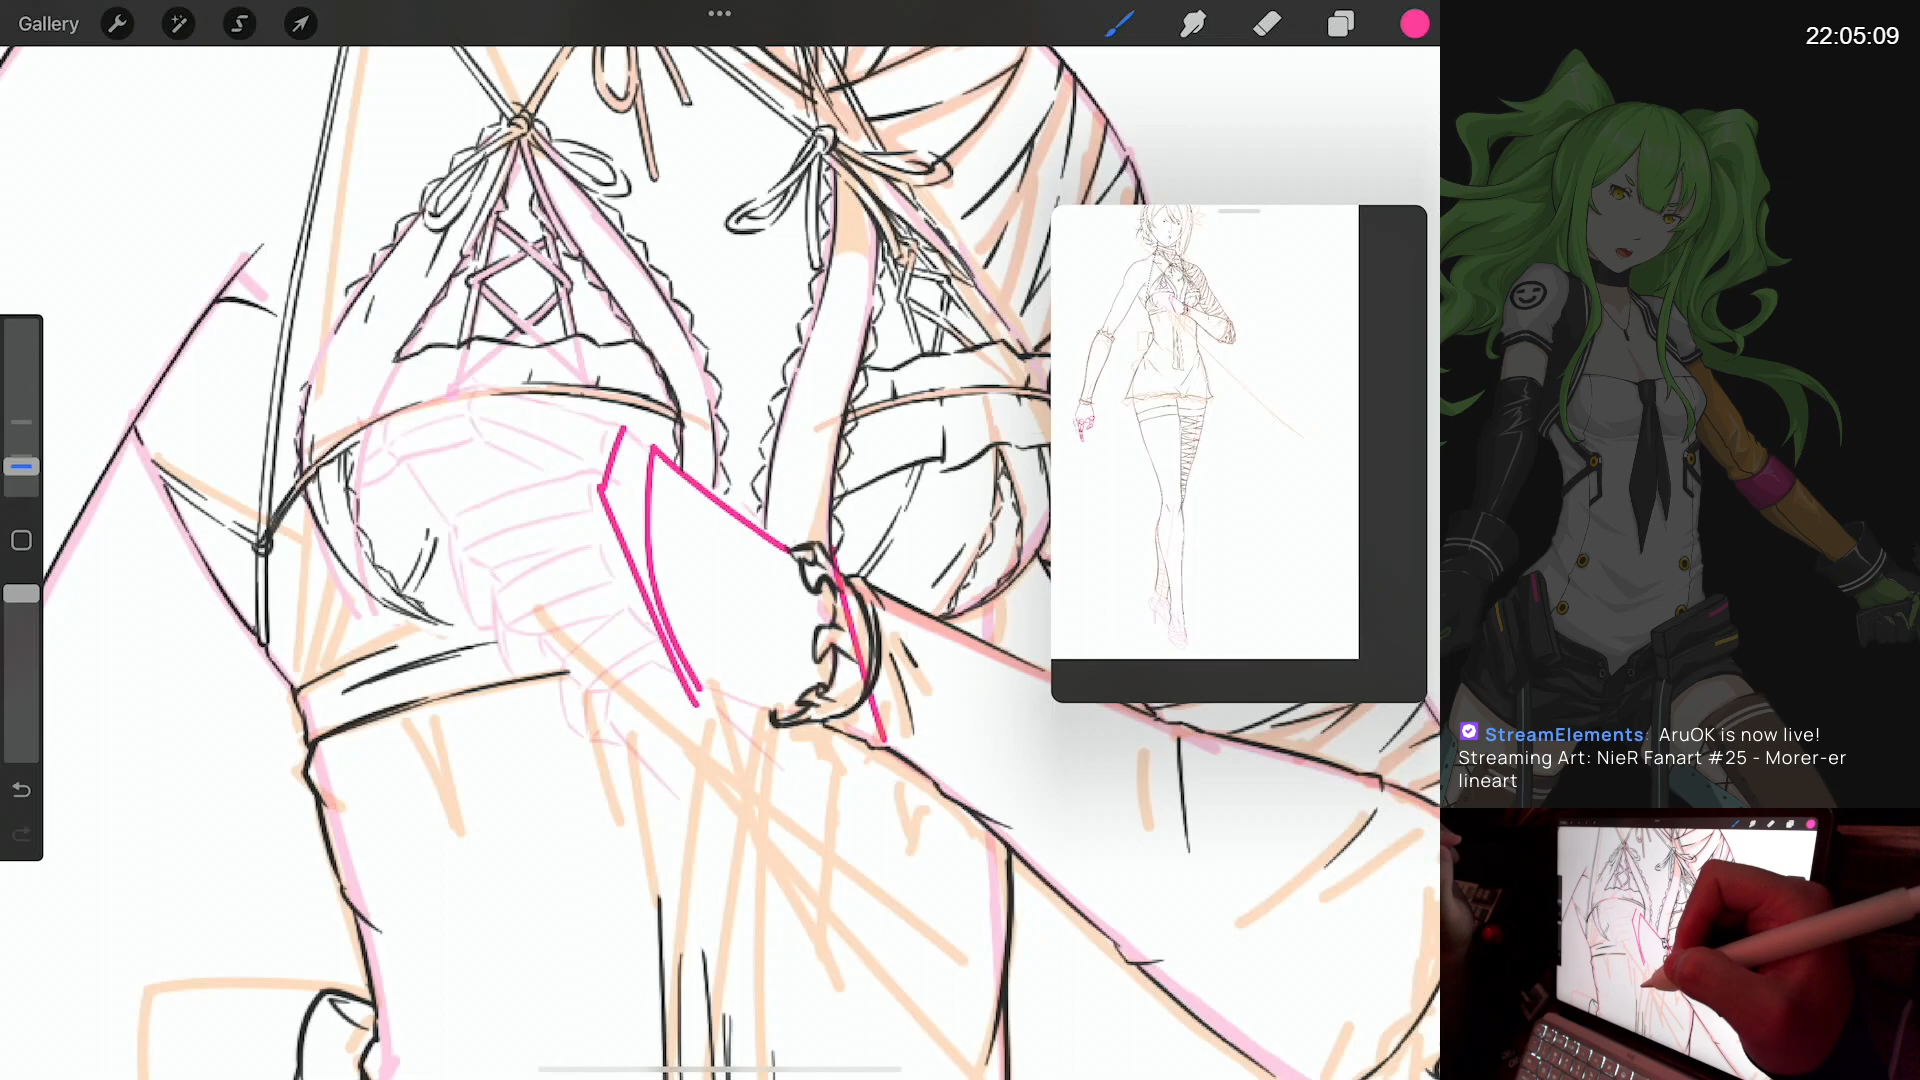 Gallery
22:05:09
StreamElements: AruOK is now live!
Streaming Art: NieR Fanart #25 - Morer-er
lineart